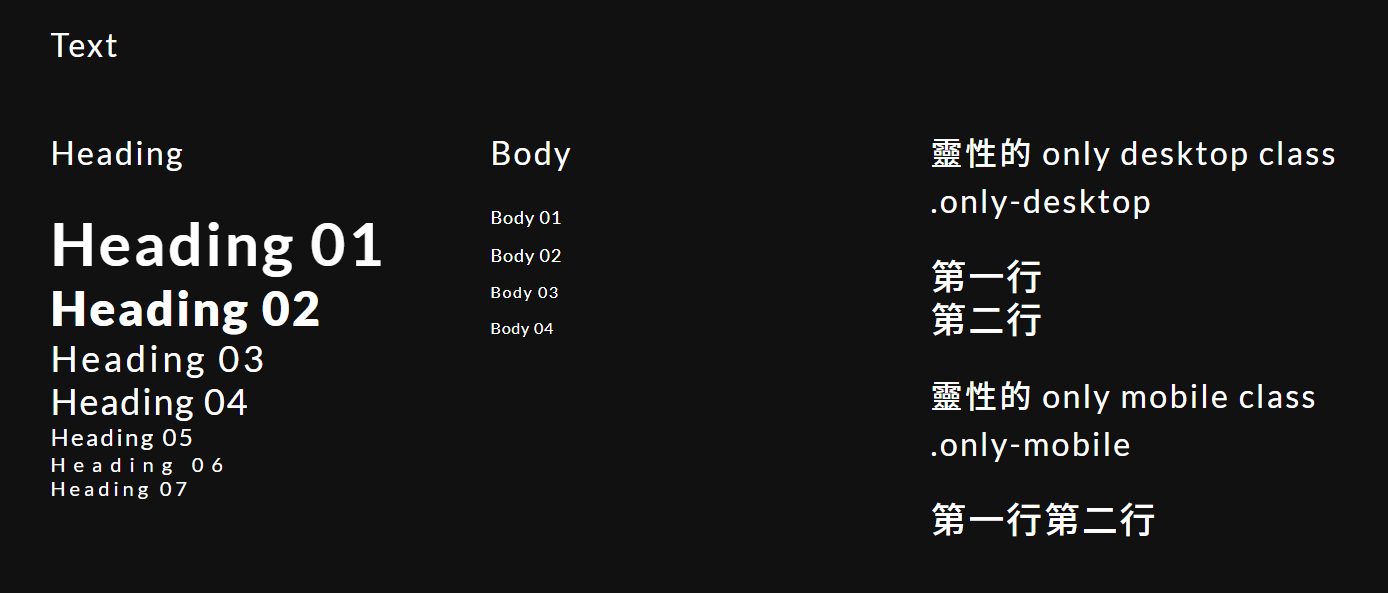 Text
Heading
Heading 01
Heading 02
Heading 03
Heading 04
Heading 05
Heading 06
Heading 07
Body
Body 01
Body 02
Body 03
Body 04
靈性的 only desktop class
.only-desktop
第一行
第二行
靈性的 only mobile class
.only-mobile
第一行第二行